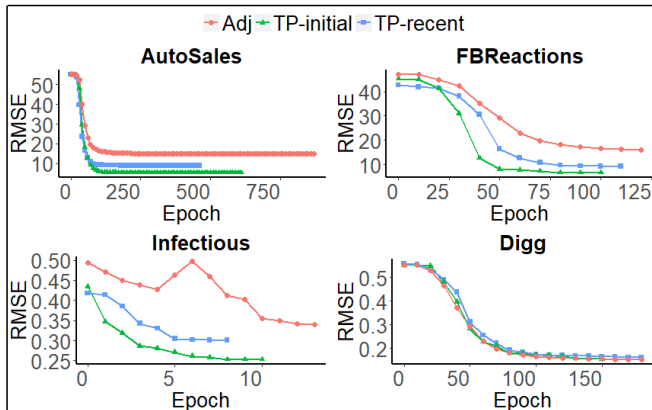 Adj TP-initial TP-recent
AutoSales
RMSE
50
40
30
20
10
0 250 500 750
Epoch
FBReactions
RMSE
40
30
20
10
0 25 50 75 100 125
Epoch
Infectious
RMSE
0.50
0.45
0.40
0.35
0.30
0.25
0 5 10
Epoch
Digg
RMSE
0.5
0.4
0.3
0.2
0 50 100 150
Epoch